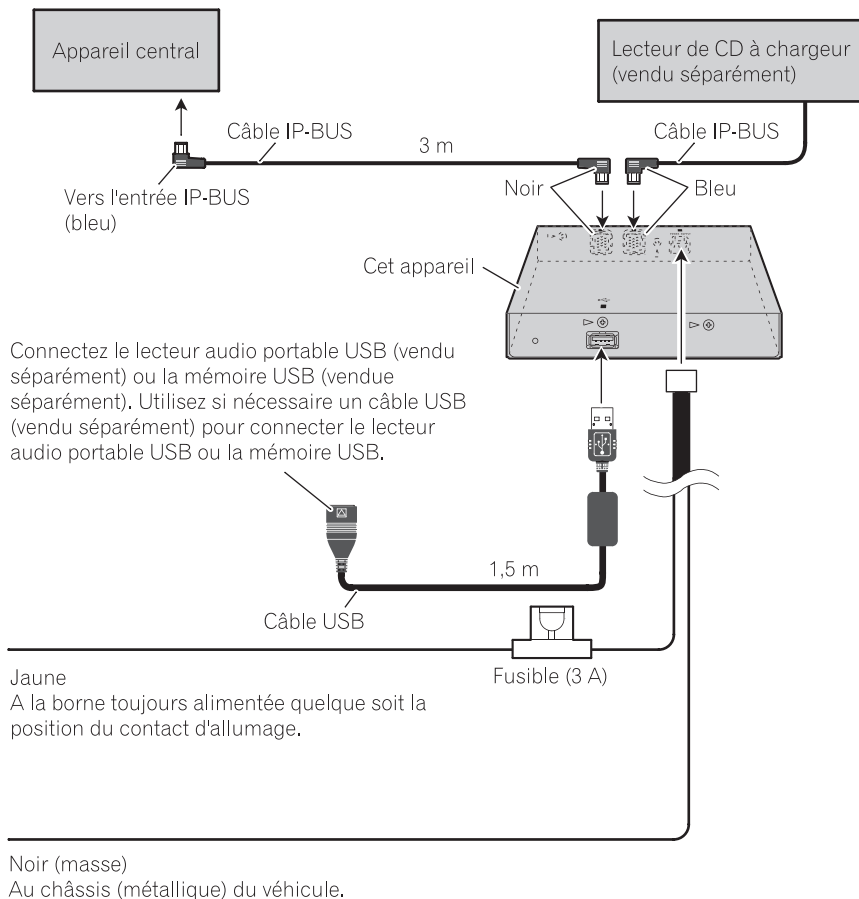 Appareil central
Lecteur de CD à chargeur
(vendu séparément)
Câble IP-BUS
3 m
Câble IP-BUS
Vers l'entrée IP-BUS
(bleu)
Noir
Bleu
Cet appareil
Connectez le lecteur audio portable USB (vendu
séparément) ou la mémoire USB (vendue
séparément). Utilisez si nécessaire un câble USB
(vendu séparément) pour connecter le lecteur
audio portable USB ou la mémoire USB.
1,5 m
Câble USB
Fusible (3 A)
Jaune
A la borne toujours alimentée quelque soit la
position du contact d'allumage.
Noir (masse)
Au châssis (métallique) du véhicule.